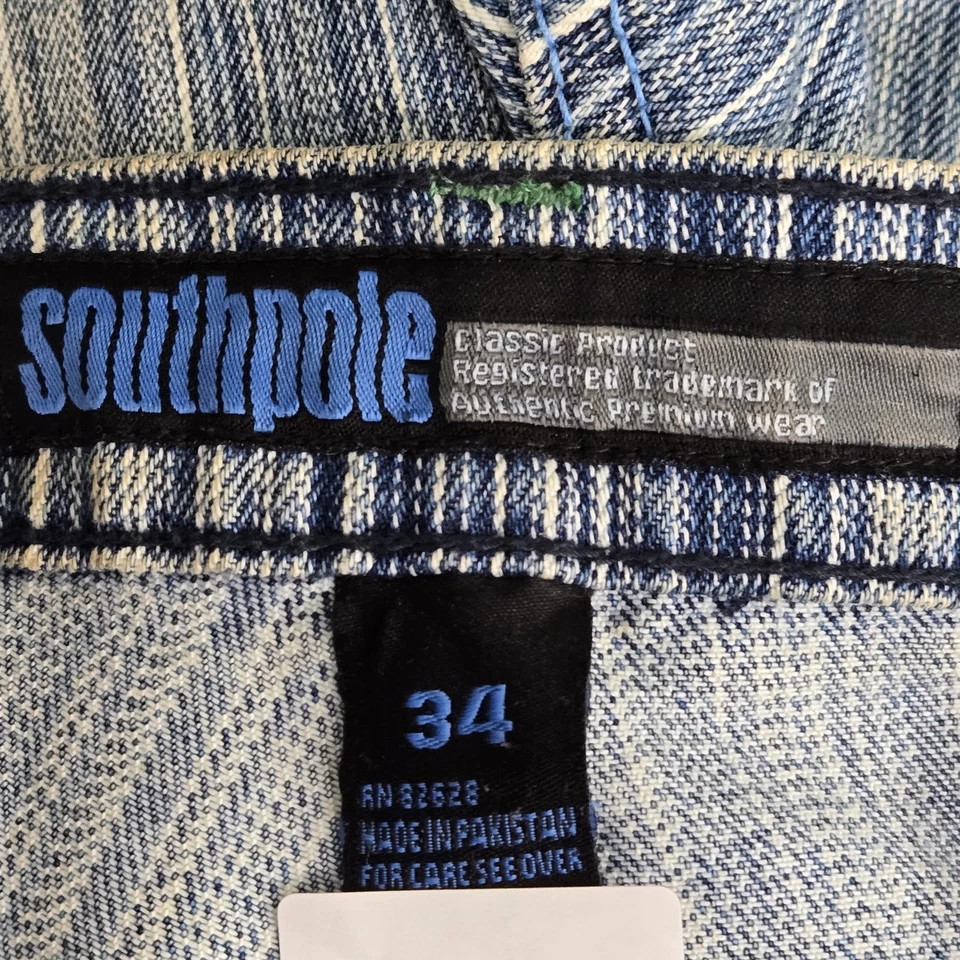 southpole
classic product
Registered trademark of
Authentic premium wear
34
RN 82628
MADE IN PAKISTAN
FOR CARE SEE OVER